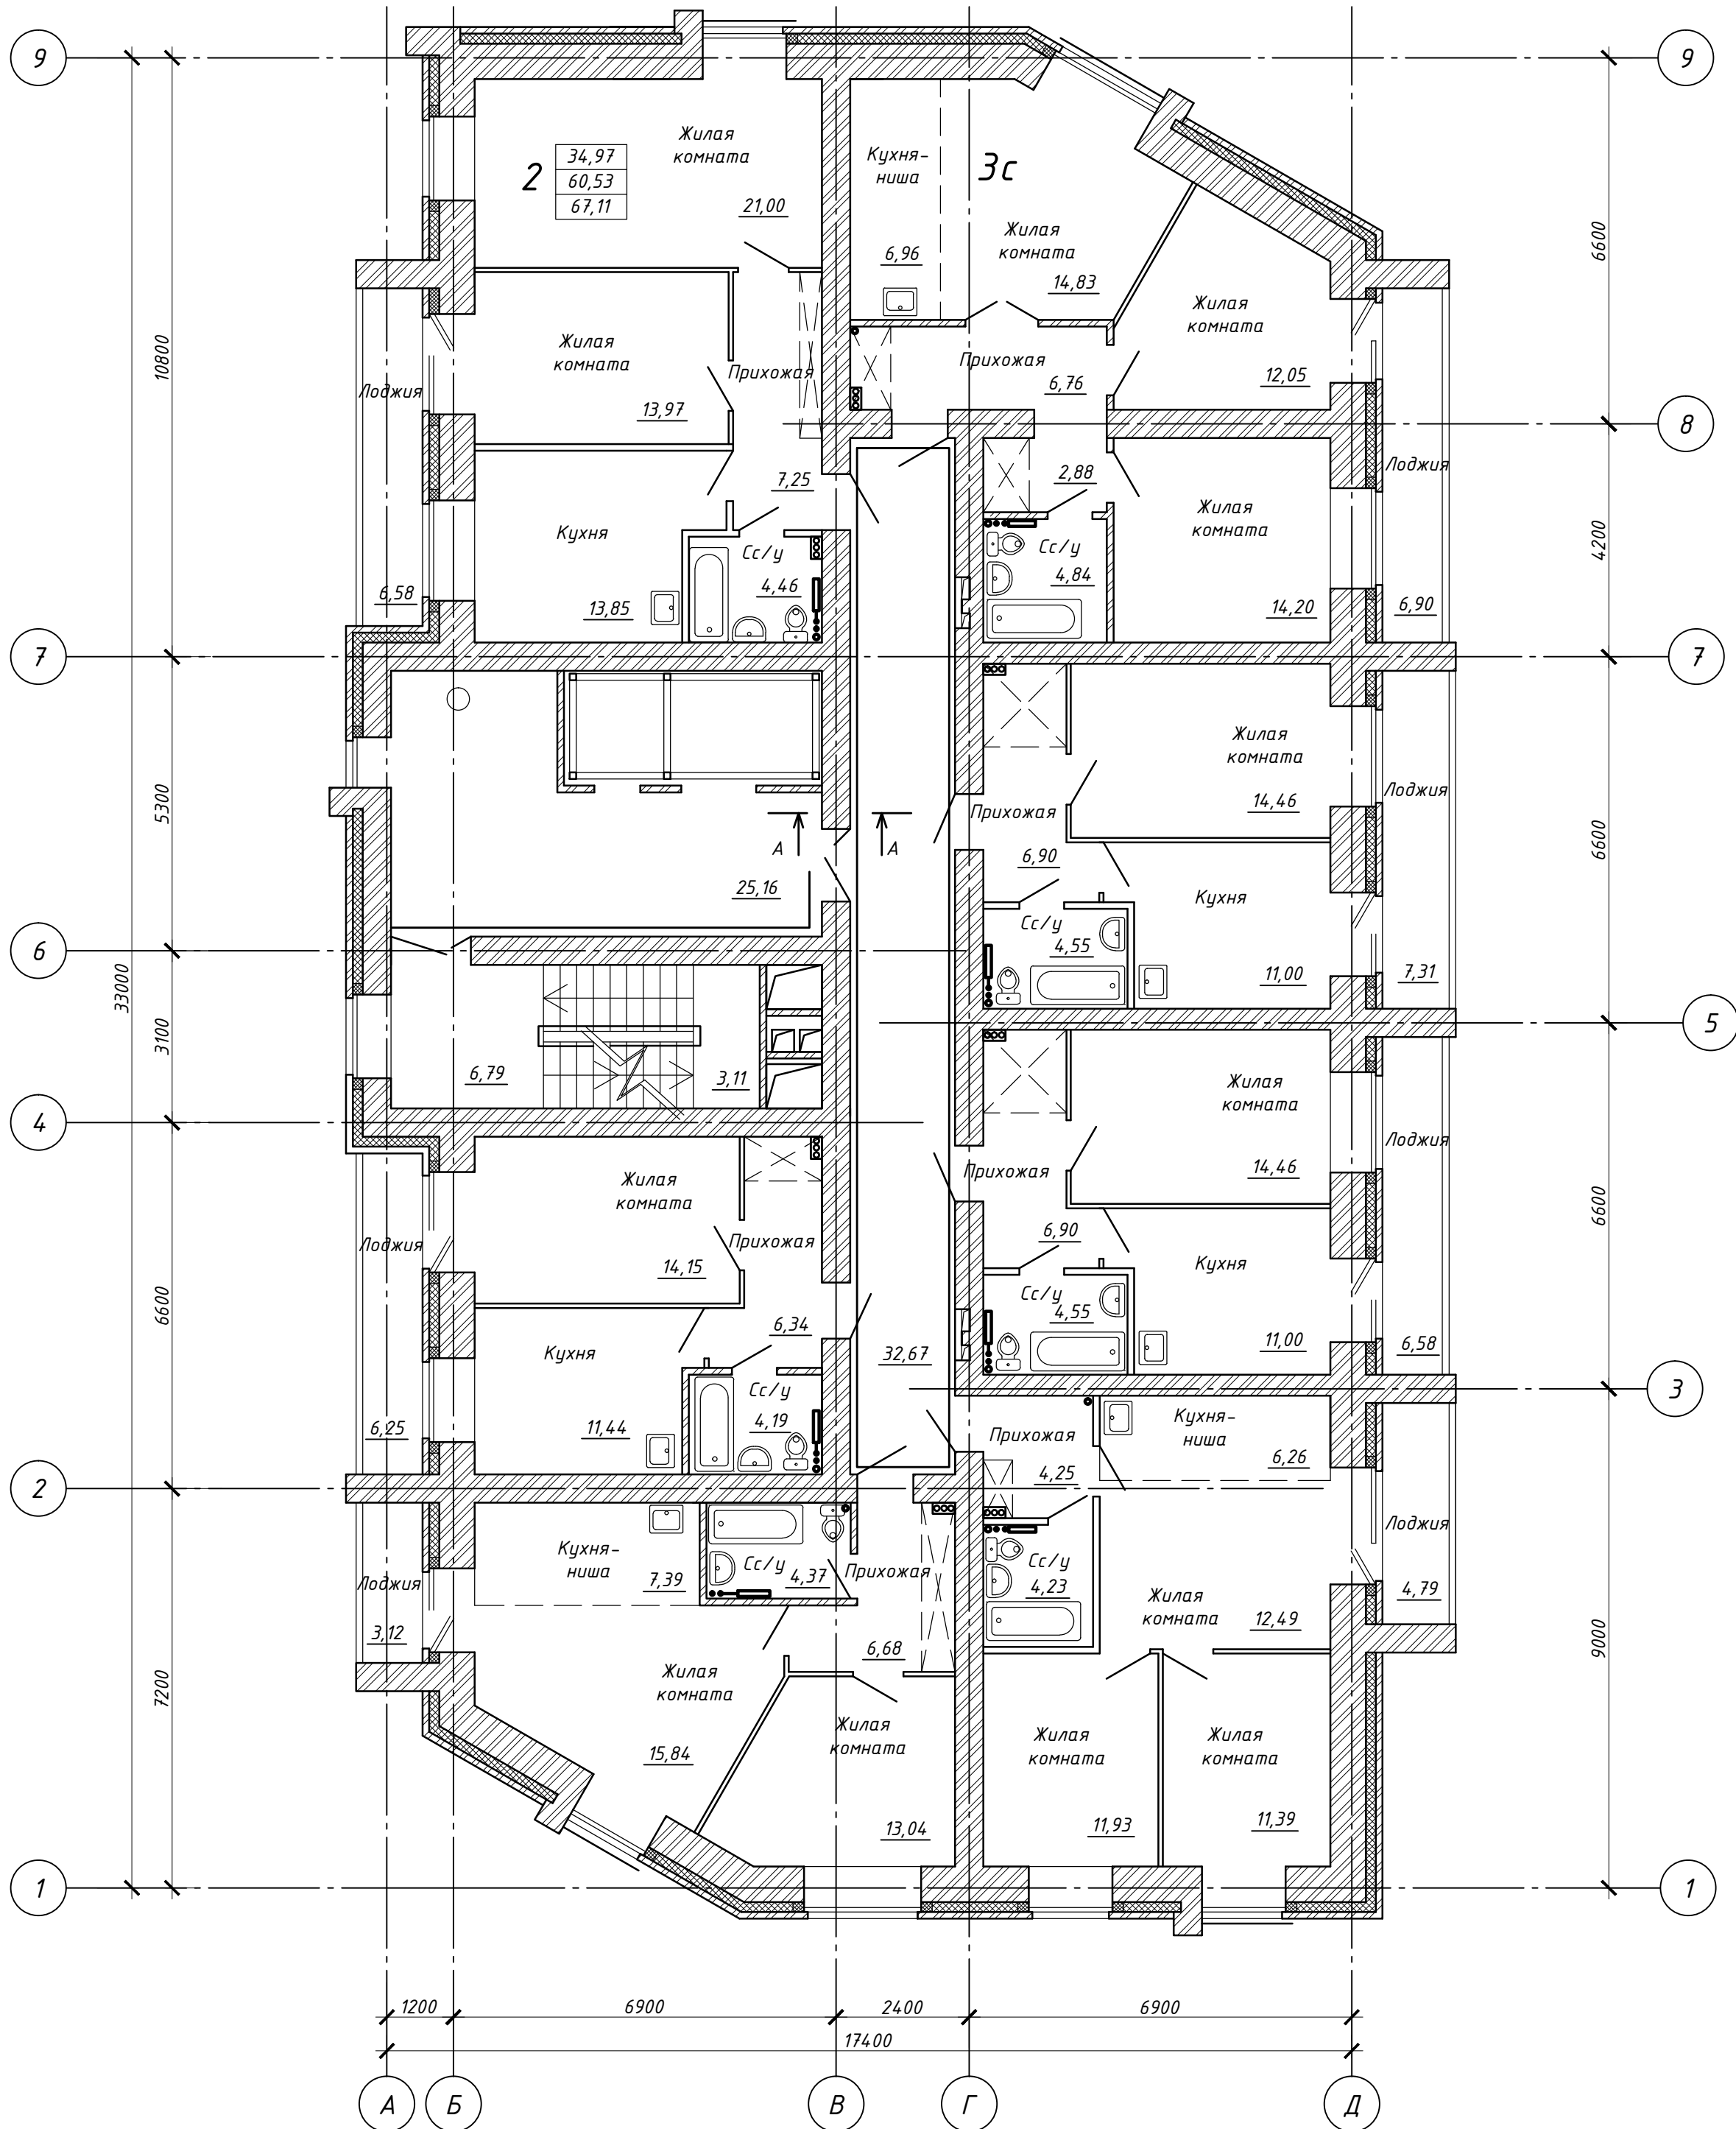 9
9
Жилая
комната
2
34,97
60,53
67,11
21,00
Кухня-
ниша
3с
6,96
Жилая
комната
14,83
6600
10800
Жилая
комната
13,97
Лоджия
Прихожая
Прихожая
6,76
Жилая
комната
12,05
8
Лоджия
7,25
2,88
Кухня
13,85
Сс/у
4,46
6,58
Сс/у
4,84
Жилая
комната
14,20
6,90
4200
7
7
5300
Жилая
комната
14,46
Лоджия
Прихожая
6,90
А
А
25,16
6600
Кухня
11,00
Сс/у
4,55
7,31
6
33000
3100
6,79
3,11
5
4
Жилая
комната
14,46
Лоджия
Прихожая
6,90
Жилая
комната
14,15
Лоджия
Прихожая
6600
6600
6,34
Кухня
11,44
Сс/у
4,19
6,25
32,67
Кухня
11,00
Сс/у
4,55
6,58
3
Прихожая
4,25
Кухня-
ниша
6,26
2
Кухня-
ниша
7,39
Сс/у
4,37
Прихожая
6,68
Лоджия
3,12
Сс/у
4,23
Жилая
комната
12,49
Лоджия
4,79
7200
9000
Жилая
комната
15,84
Жилая
комната
13,04
Жилая
комната
11,93
Жилая
комната
11,39
1
1
1200
6900
2400
6900
17400
А
Б
В
Г
Д